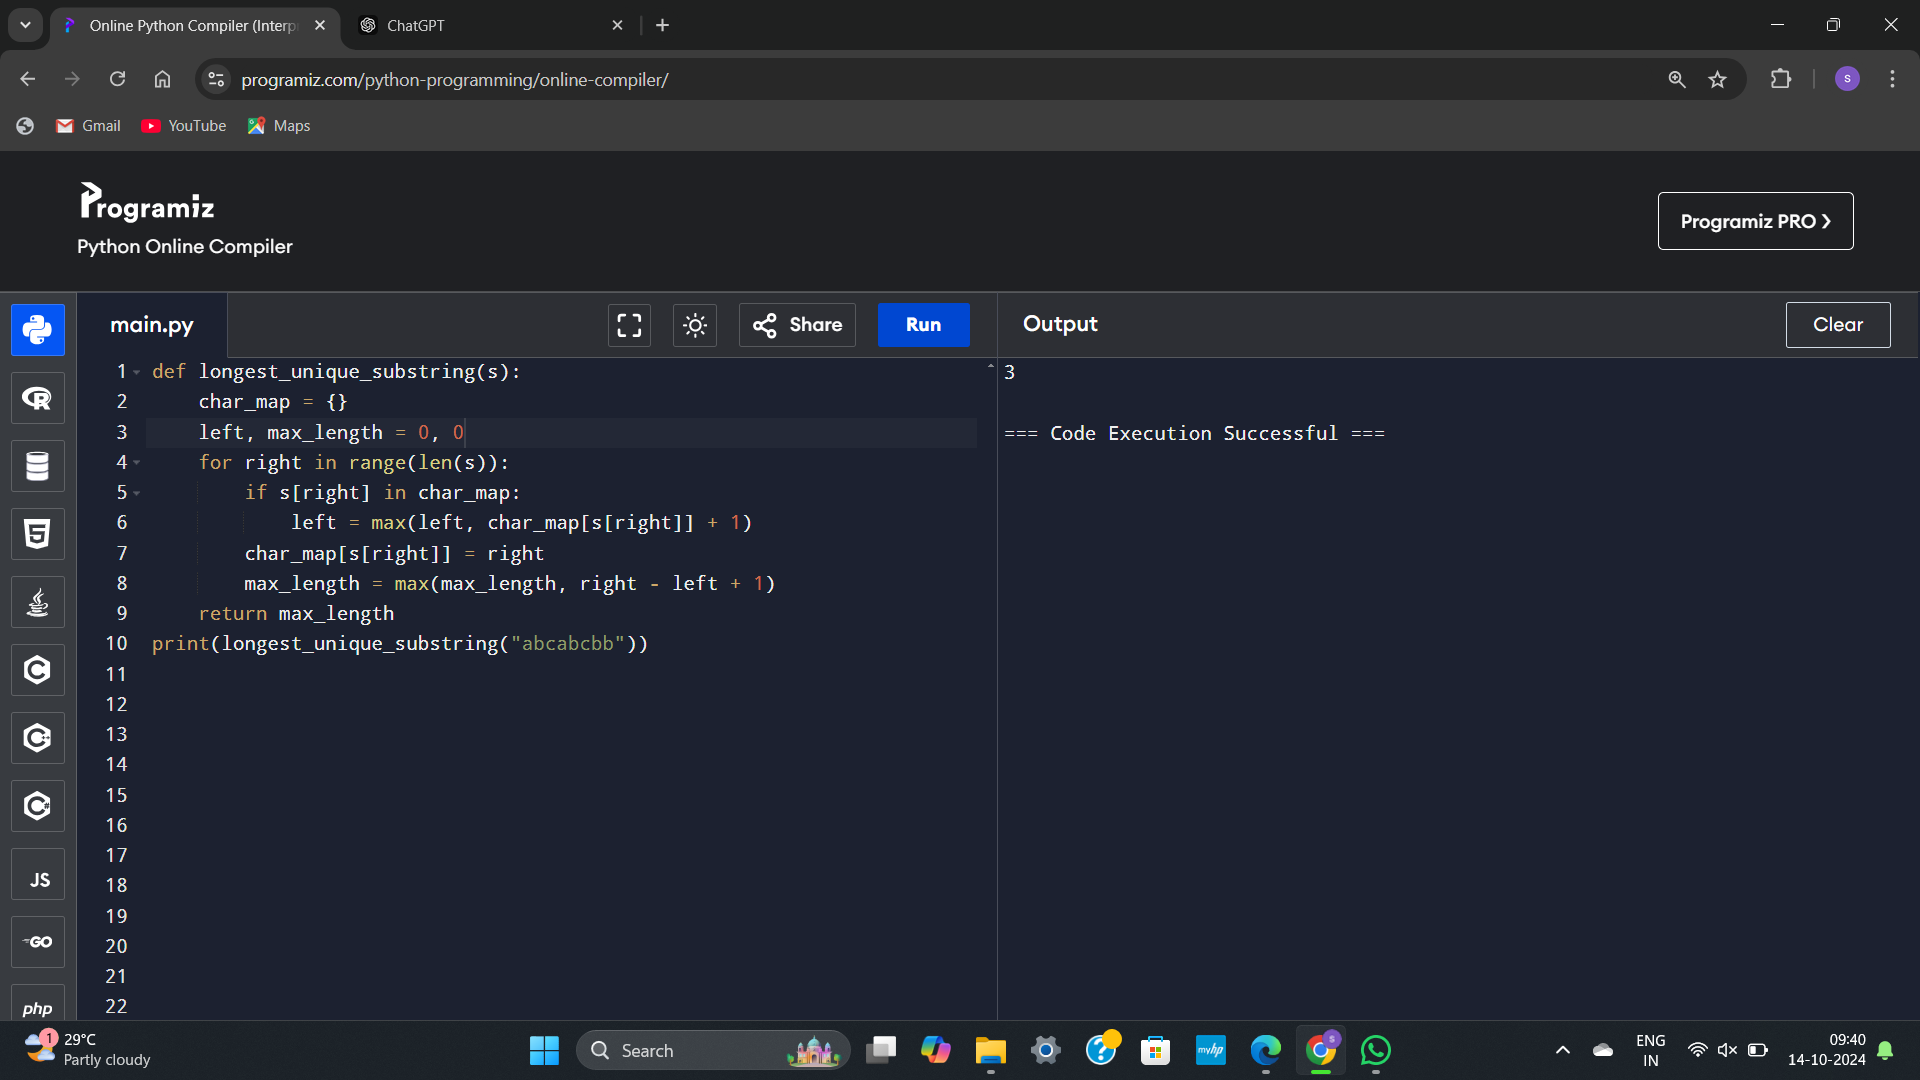 Online Python Compiler (Interp
ChatGPT
programiz.com/python-programming/online-compiler/
S
Gmail
YouTube
Maps
Programiz
Python Online Compiler
Programiz PRO ❯
main.py
Share
Run
Output
Clear
1 def longest_unique_substring(s):
2     char_map = {}
3     left, max_length = 0, 0
4     for right in range(len(s)):
5         if s[right] in char_map:
6             left = max(left, char_map[s[right]] + 1)
7         char_map[s[right]] = right
8         max_length = max(max_length, right - left + 1)
9     return max_length
10 print(longest_unique_substring("abcabcbb"))
11
12
13
14
15
16
17
18
19
20
21
22
3
=== Code Execution Successful ===
R
5
C
C++
C#
JS
GO
php
1
29°C
Partly cloudy
Search
myhp
S
ENG
IN
09:40
14-10-2024